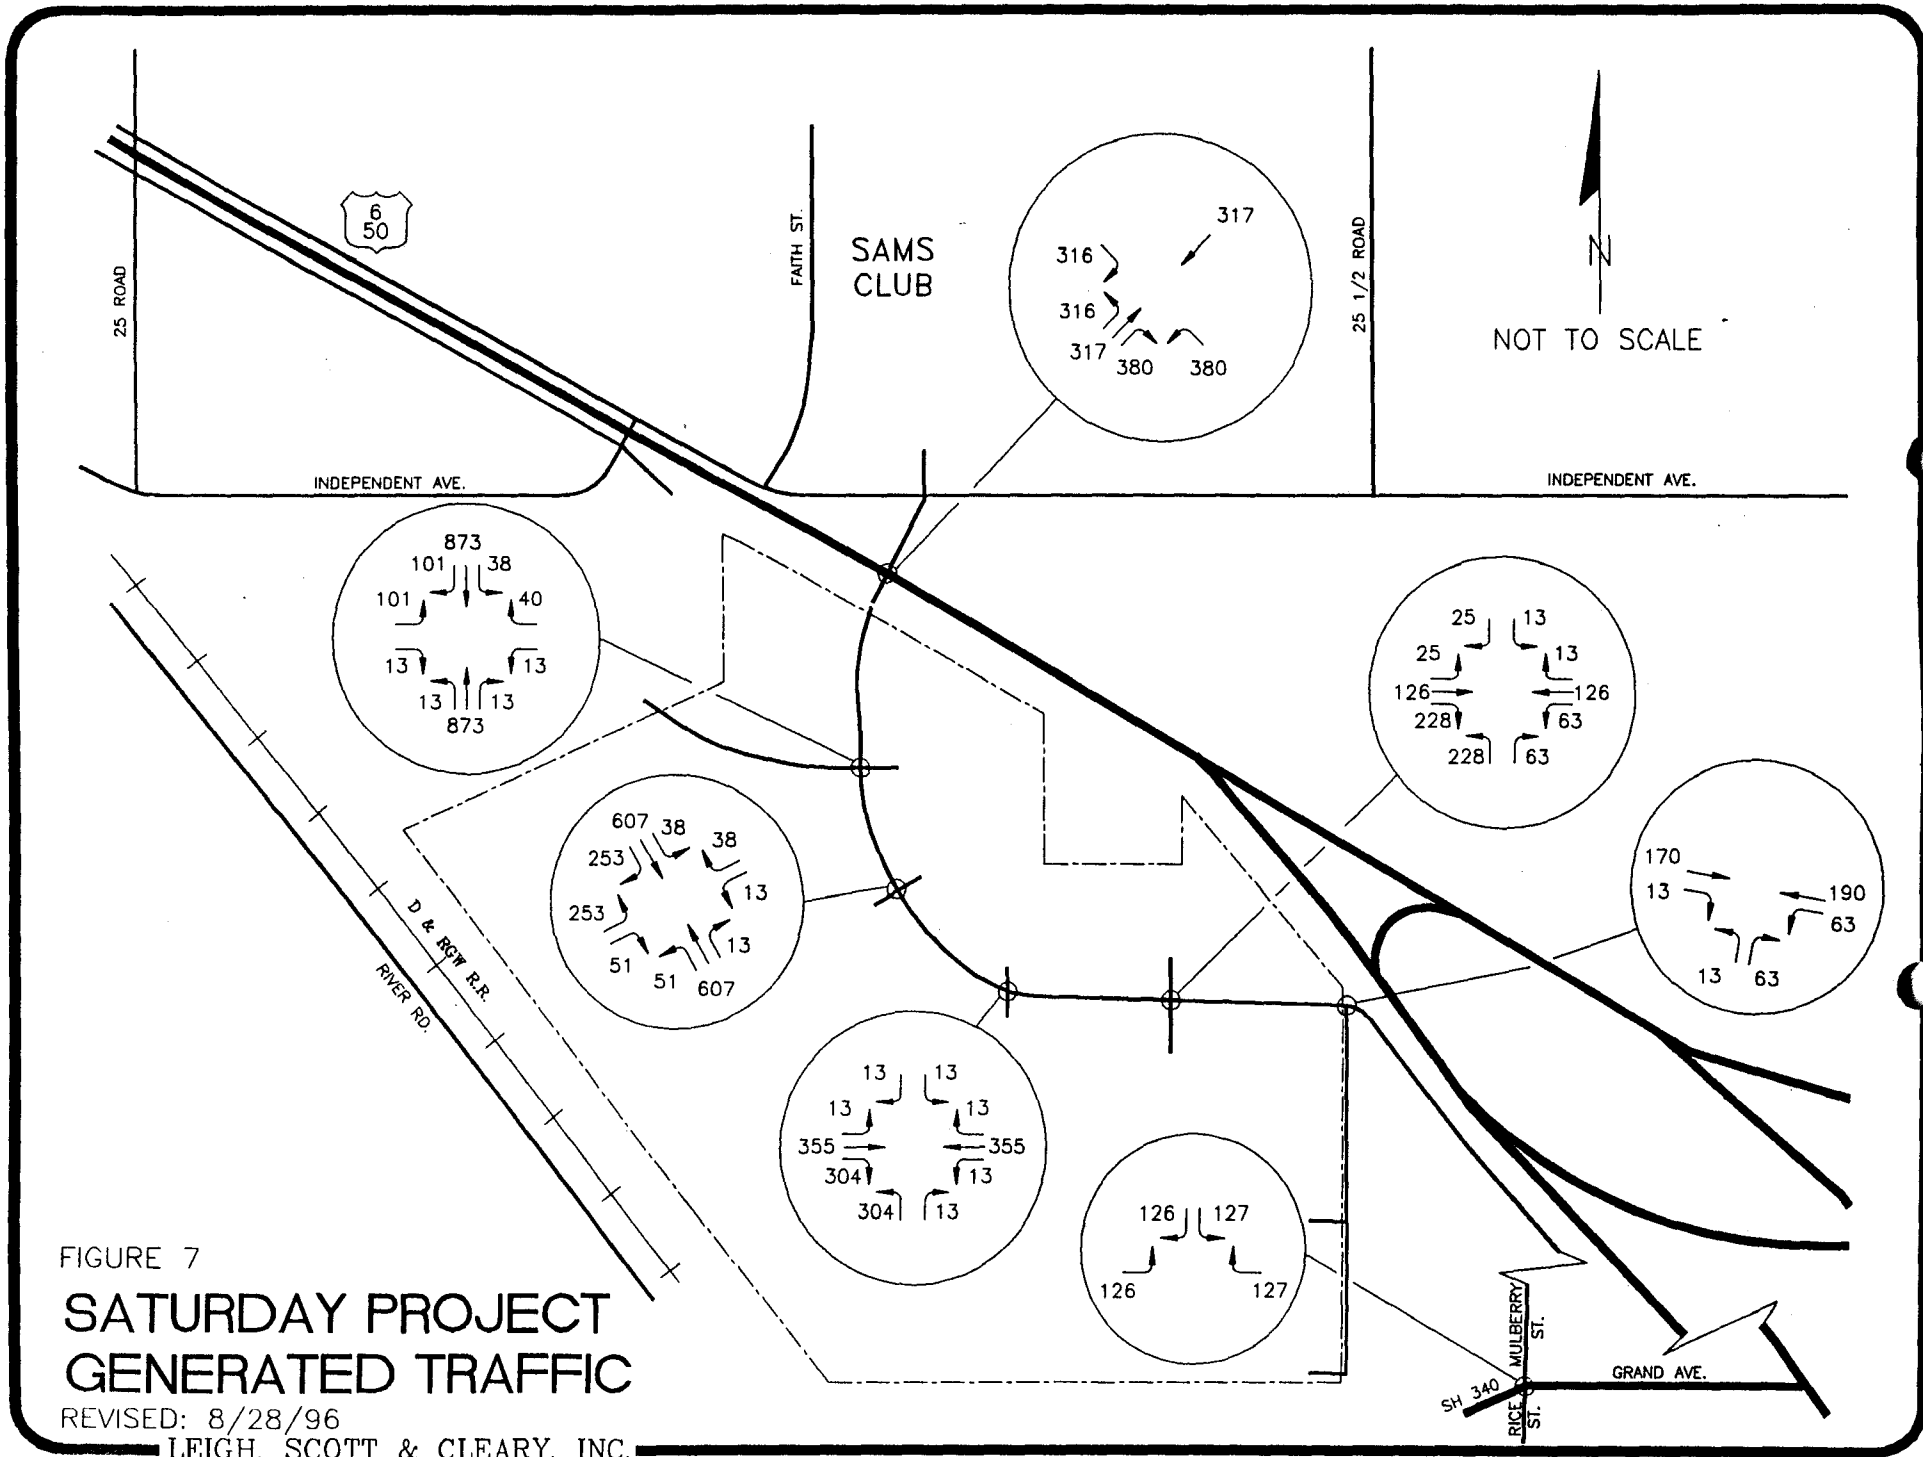 6
50
25 ROAD
FAITH ST.
SAMS
CLUB
317
316
316
317
380
380
25 1/2 ROAD
N
NOT TO SCALE
INDEPENDENT AVE.
INDEPENDENT AVE.
873
101
38
101
40
13
13
13
13
873
25
13
25
13
126
126
228
63
228
63
607
38
253
38
253
13
51
51
607
13
170
13
190
63
13
63
D & RGW R.R.
RIVER RD.
13
13
13
13
355
355
304
13
304
13
126
127
126
127
MULBERRY
ST.
GRAND AVE.
SH 340
RICE
ST.
FIGURE 7
SATURDAY PROJECT
GENERATED TRAFFIC
REVISED: 8/28/96
LEIGH, SCOTT & CLEARY, INC.